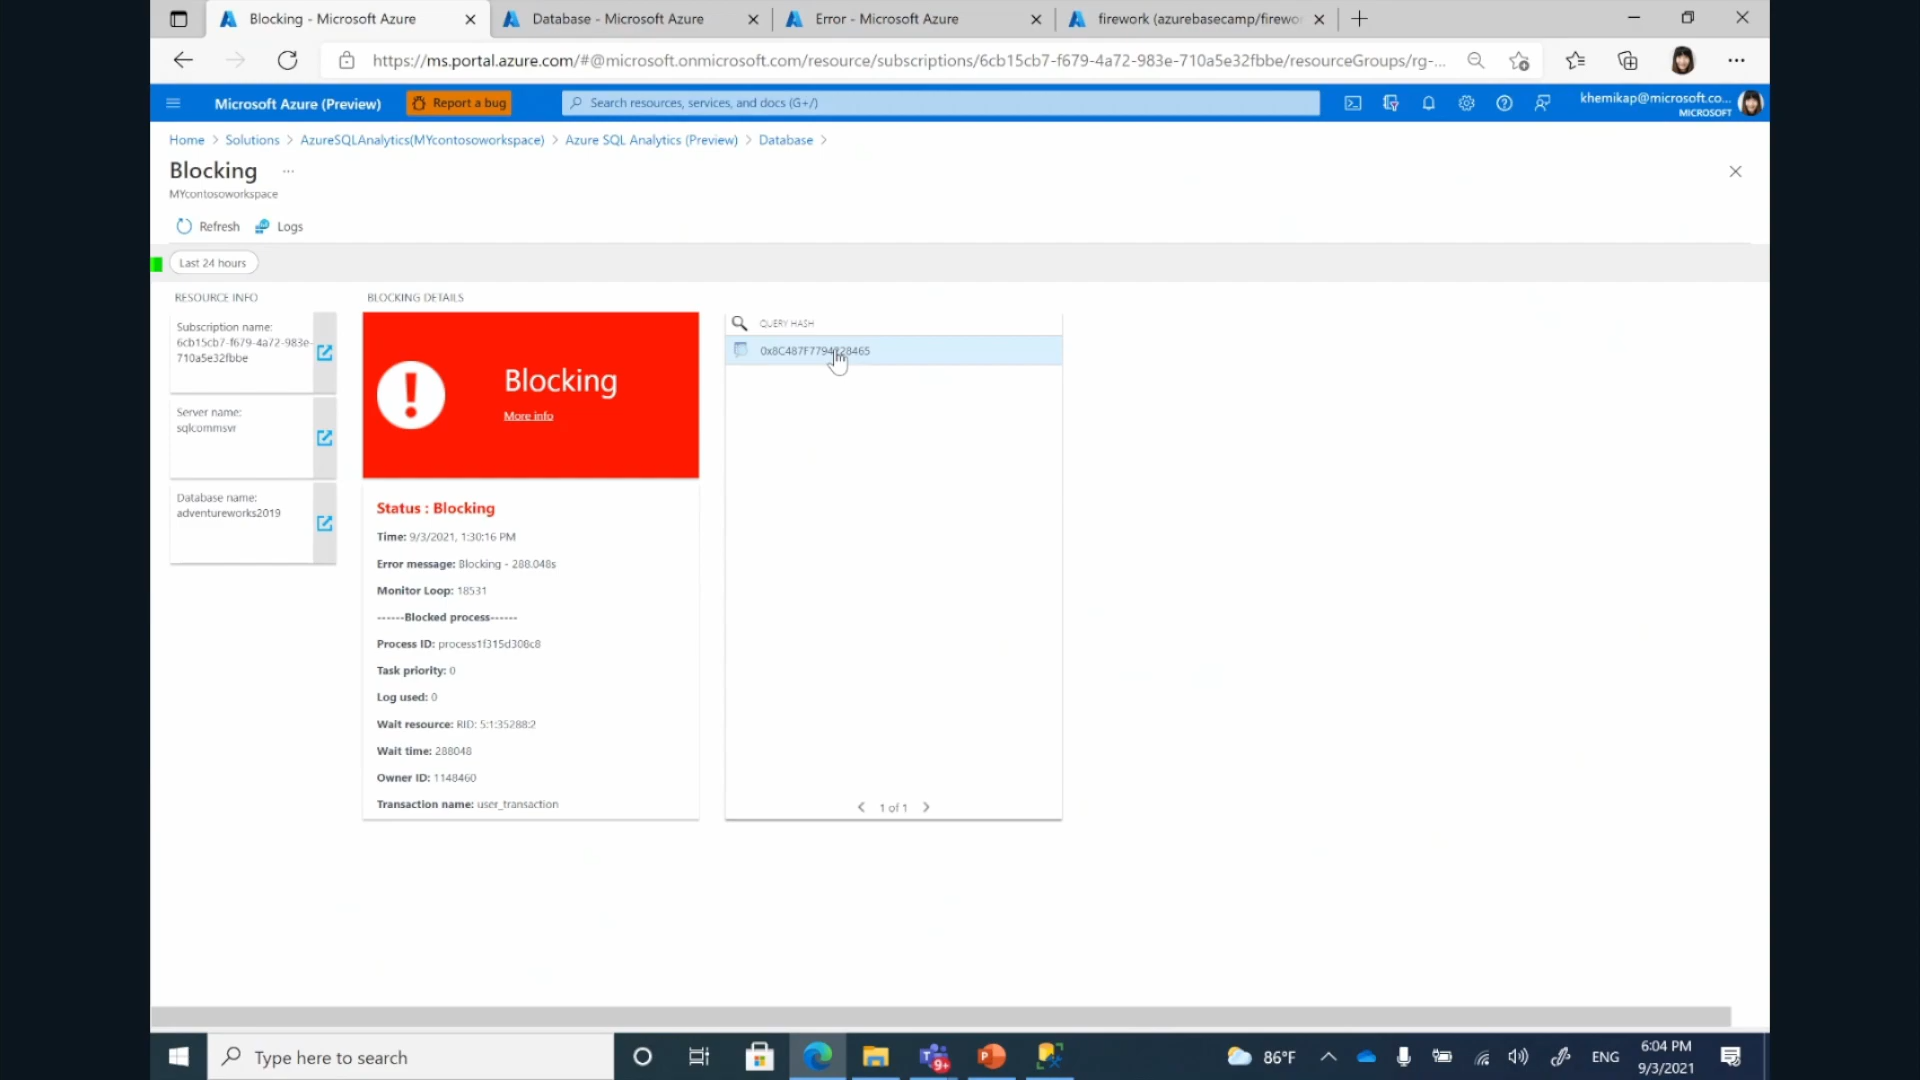 Blocking - Microsoft Azure
Database - Microsoft Azure
Error - Microsoft Azure
firework (azurebasecamp/firewo
https://ms.portal.azure.com/#@microsoft.onmicrosoft.com/resource/subscriptions/6cb15cb7-f679-4a72-983e-710a5e32fbbe/resourceGroups/rg-...
Microsoft Azure (Preview)
Report a bug
Search resources, services, and docs (G+/)
khemikap@microsoft.co...
MICROSOFT
Home > Solutions > AzureSQLAnalytics(MYcontosoworkspace) > Azure SQL Analytics (Preview) > Database >
Blocking ...
MYcontosoworkspace
Refresh
Logs
Last 24 hours
RESOURCE INFO
Subscription name:
6cb15cb7-f679-4a72-983e-
710a5e32fbbe
Server name:
sqlcommsvr
Database name:
adventureworks2019
BLOCKING DETAILS
Blocking
More info
Status : Blocking
Time: 9/3/2021, 1:30:16 PM
Error message: Blocking - 288.048s
Monitor Loop: 18531
------Blocked process------
Process ID: process1f315d308c8
Task priority: 0
Log used: 0
Wait resource: RID: 5:1:35288:2
Wait time: 288048
Owner ID: 1148460
Transaction name: user_transaction
QUERY HASH
1 of 1
Type here to search
9+
86°F
ENG
6:04 PM
9/3/2021